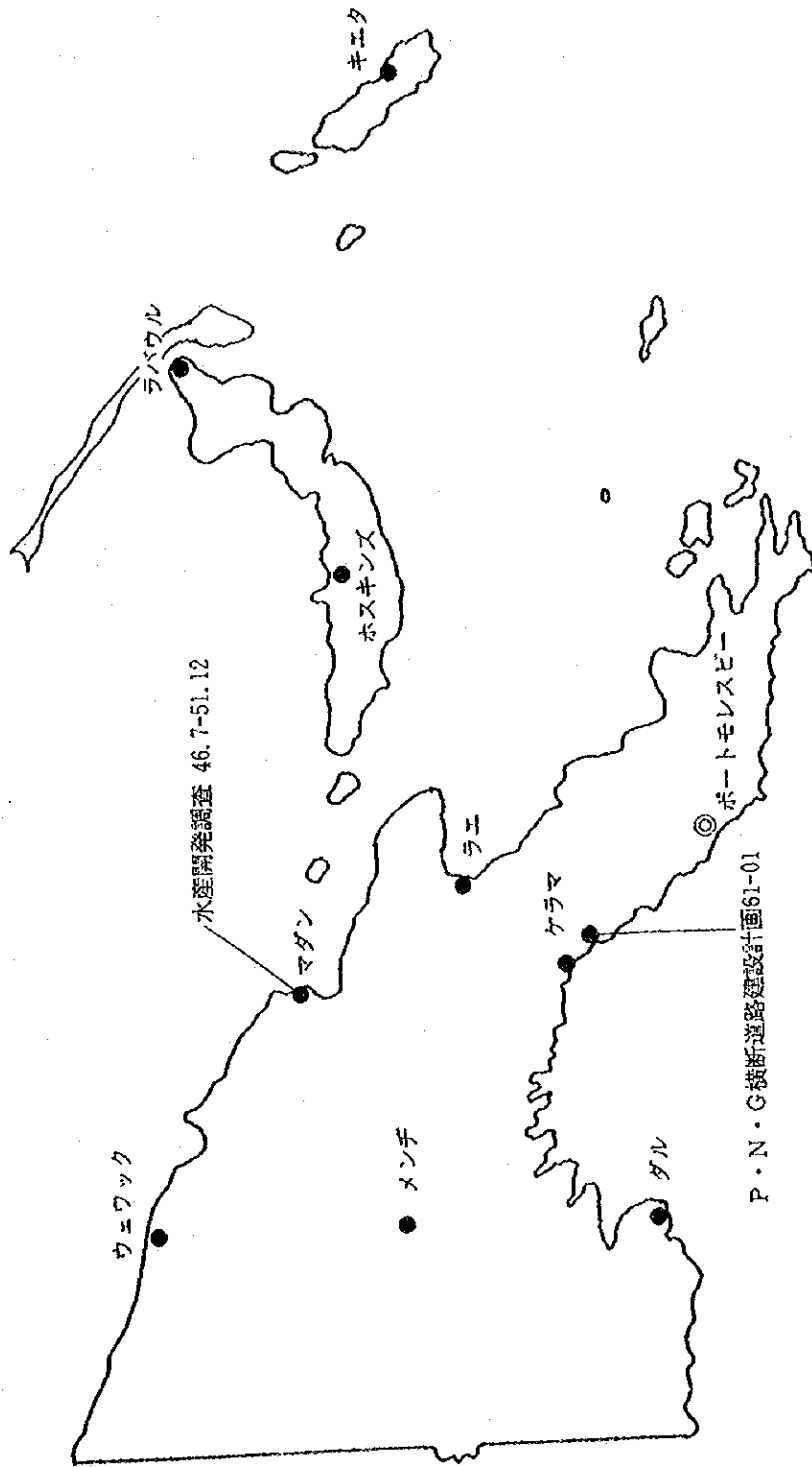 水産開発調査 46.7-51.12
ウェワック
マダン
ラバウル
キエタ
ホスキンズ
メンヂ
ラエ
ケラマ
ダル
ポートモレスビー
P・N・G横断道路建設計画61-01